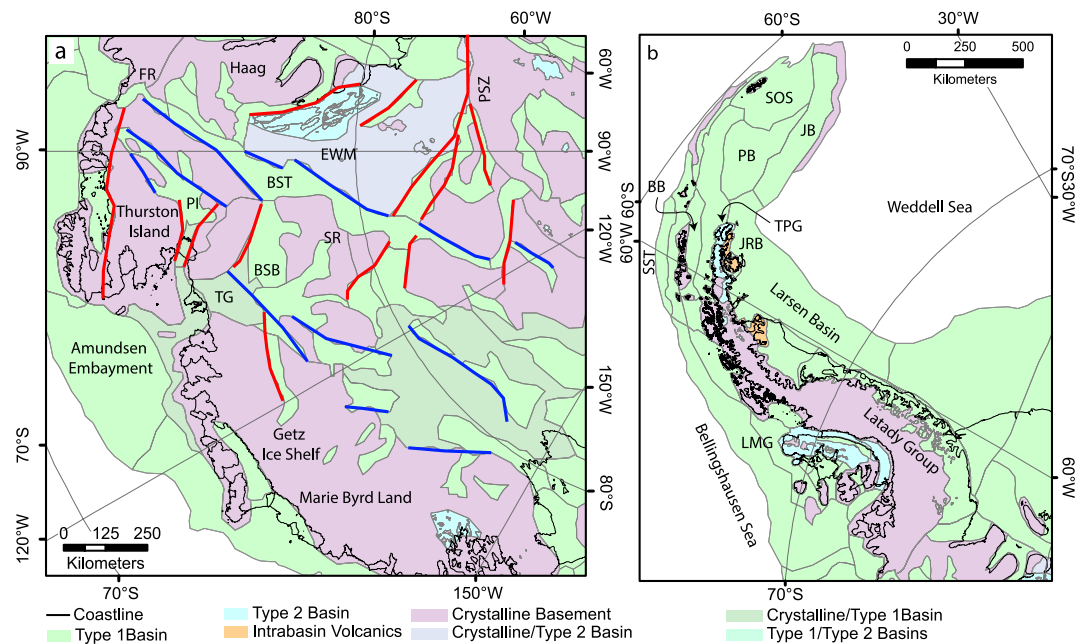 80°S
60°W
a
FR
Haag
PSZ
60°W
90°W
EWM
90°W
BST
PI
Thurston
Island
SR
120°W
BSB
TG
Amundsen
Embayment
150°W
Getz
Ice Shelf
70°S
Marie Byrd Land
80°S
0 125 250
Kilometers
120°W
70°S
150°W
60°S
30°W
b
0 250 500
Kilometers
SOS
JB
PB
70°S
30°W
BB
60°S
90°W
TPG
Weddell Sea
JRB
SST
Larsen Basin
Latady Group
LMG
Bellingshausen Sea
60°W
70°S
Coastline
Type 1Basin
Type 2 Basin
Intrabasin Volcanics
Crystalline Basement
Crystalline/Type 2 Basin
Crystalline/Type 1Basin
Type 1/Type 2 Basins